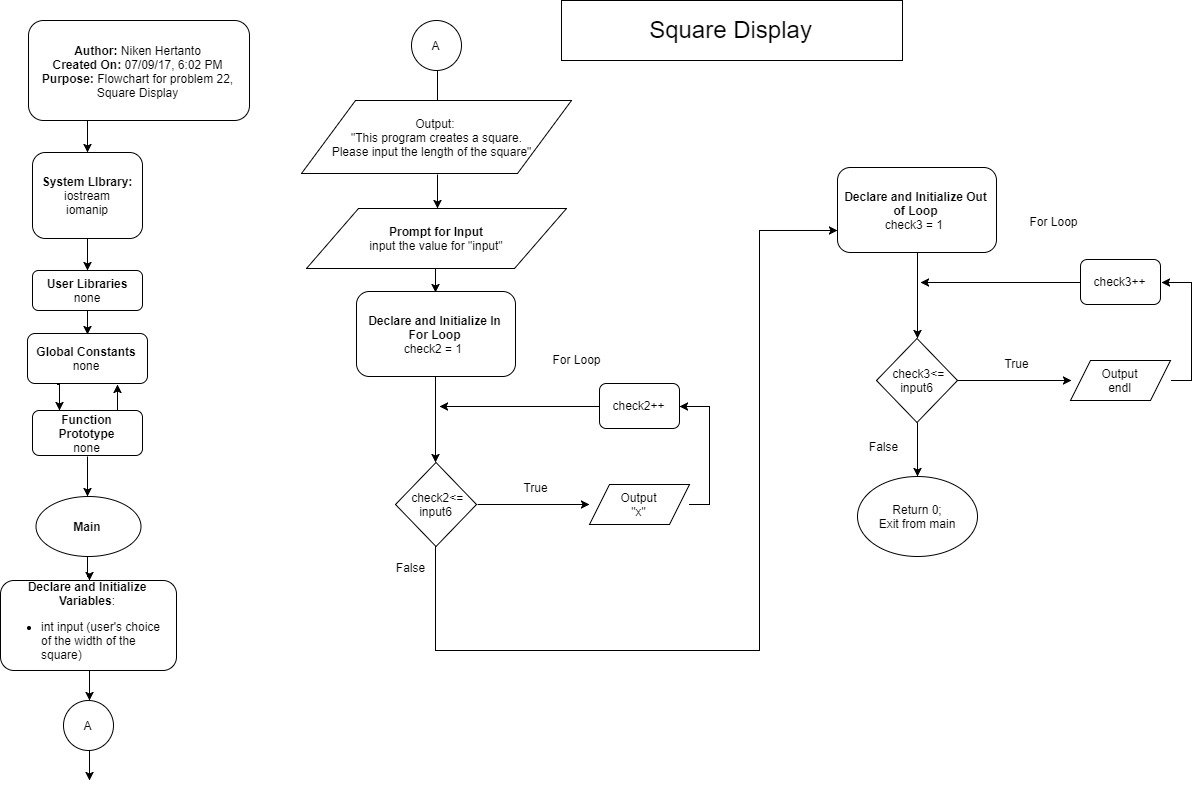 Square Display
Author: Niken Hertanto
Created On: 07/09/17, 6:02 PM
Purpose: Flowchart for problem 22,
Square Display
System LIbrary:
iostream
iomanip
User Libraries
none
Global Constants
none
Function
Prototype
none
Main
Declare and Initialize
Variables:
• int input (user's choice
of the width of the
square)
A
A
Output:
"This program creates a square.
Please input the length of the square"
Prompt for Input
input the value for "input"
Declare and Initialize In
For Loop
check2 = 1
For Loop
check2++
check2<=
input6
True
Output
"x"
False
Declare and Initialize Out
of Loop
check3 = 1
For Loop
check3++
check3<=
input6
True
Output
endl
False
Return 0;
Exit from main